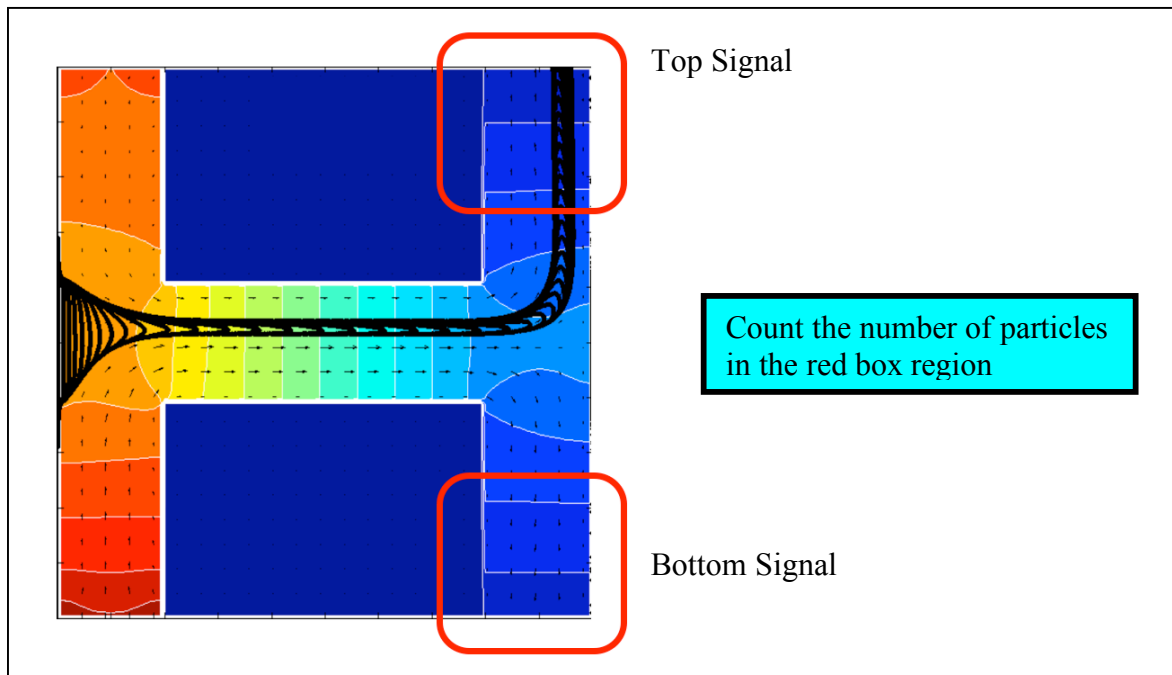 Top Signal
Count the number of particles
in the red box region
Bottom Signal